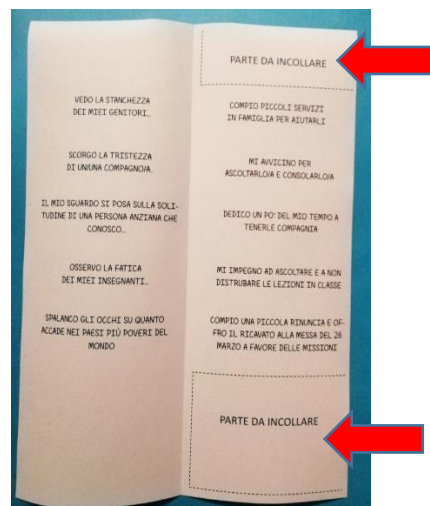 PARTE DA INCOLLARE
VEDO LA STANCHEZZA
DEI MIEI GENITORI...
COMPIO PICCOLI SERVIZI
IN FAMIGLIA PER AIUTARLI
SCORGO LA TRISTEZZA
DI UN/UNA COMPAGNO/A...
MI AVVICINO PER
ASCOLTARLO/A E CONSOLARLO/A
IL MIO SGUARDO SI POSA SULLA SOLI-
TUDINE DI UNA PERSONA ANZIANA CHE
CONOSCO...
DEDICO UN PO' DEL MIO TEMPO A
TENERLE COMPAGNIA
OSSERVO LA FATICA
DEI MIEI INSEGNANTI...
MI IMPEGNO AD ASCOLTARE E A NON
DISTRUBARE LE LEZIONI IN CLASSE
SPALANCO GLI OCCHI SU QUANTO
ACCADE NEI PAESI PIÙ POVERI DEL
MONDO
COMPIO UNA PICCOLA RINUNCIA E OF-
FRO IL RICAVATO ALLA MESSA DEL 26
MARZO A FAVORE DELLE MISSIONI
PARTE DA INCOLLARE